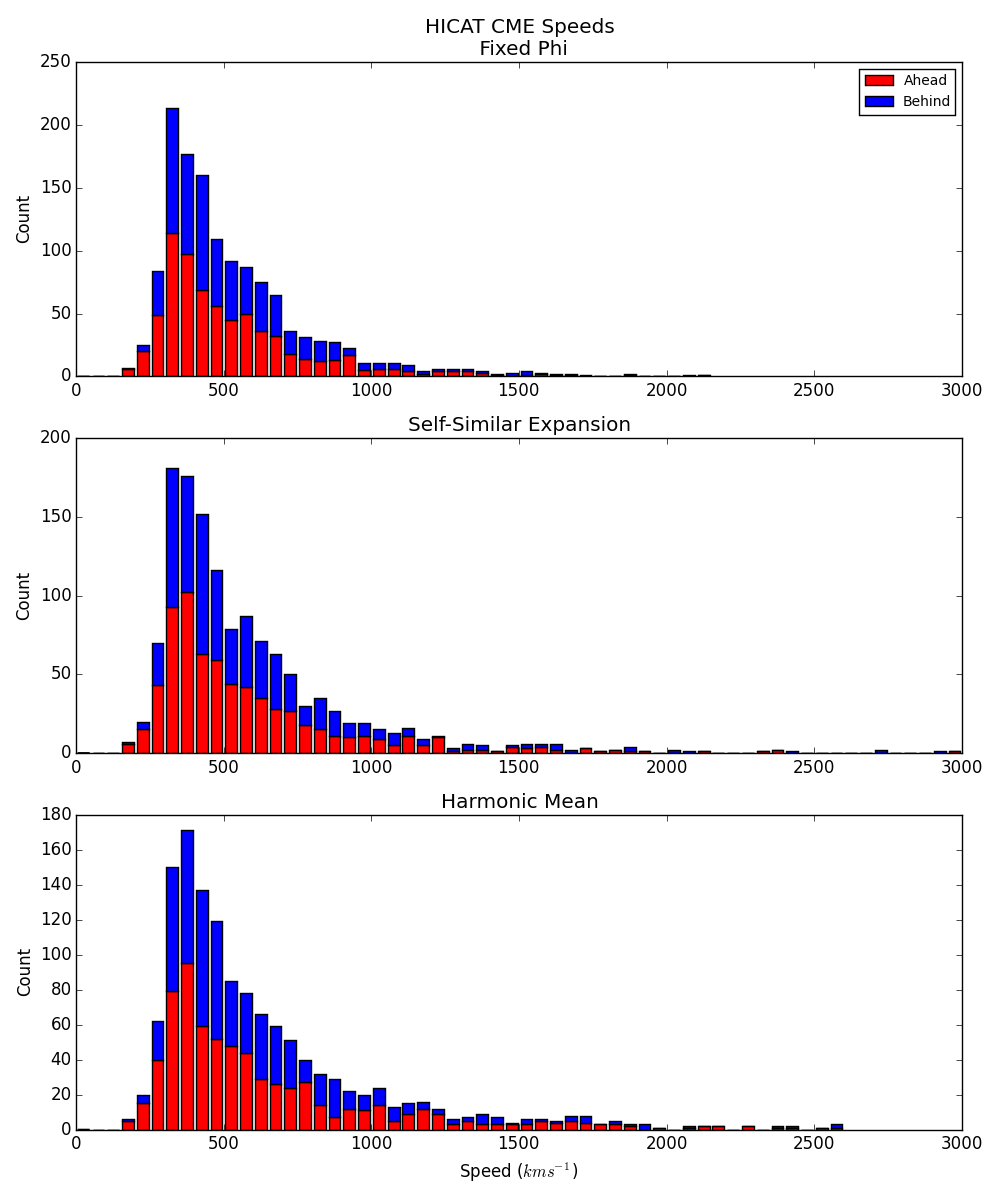 HICAT CME Speeds
Fixed Phi
250
200
150
100
50
0
Count
Ahead
Behind
0 500 1000 1500 2000 2500 3000
Self-Similar Expansion
200
150
100
50
0
Count
0 500 1000 1500 2000 2500 3000
Harmonic Mean
180
160
140
120
100
80
60
40
20
0
Count
0 500 1000 1500 2000 2500 3000
Speed (kms⁻¹)